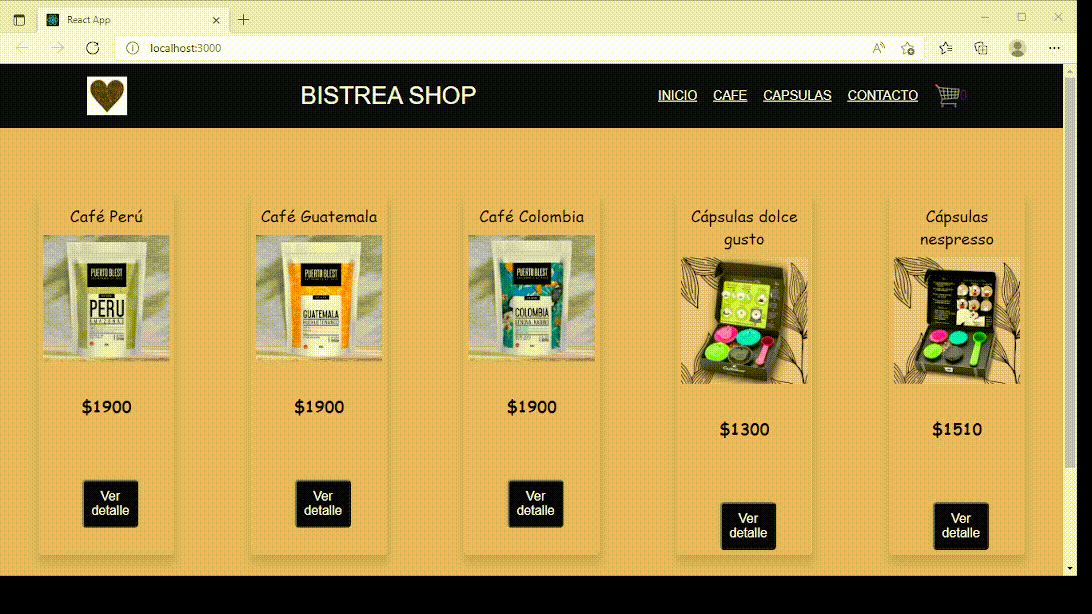 React App
localhost:3000
BISTREA SHOP
INICIO CAFE CAPSULAS CONTACTO 0
Café Perú
Café Guatemala
Café Colombia
Cápsulas dolce
gusto
Cápsulas
nespresso
PUERTO BLEST
PERU
AMAZONAS
PUERTO BLEST
GUATEMALA
PUERTO BLEST
COLOMBIA
$1900
$1900
$1900
$1300
$1510
Ver
detalle
Ver
detalle
Ver
detalle
Ver
detalle
Ver
detalle